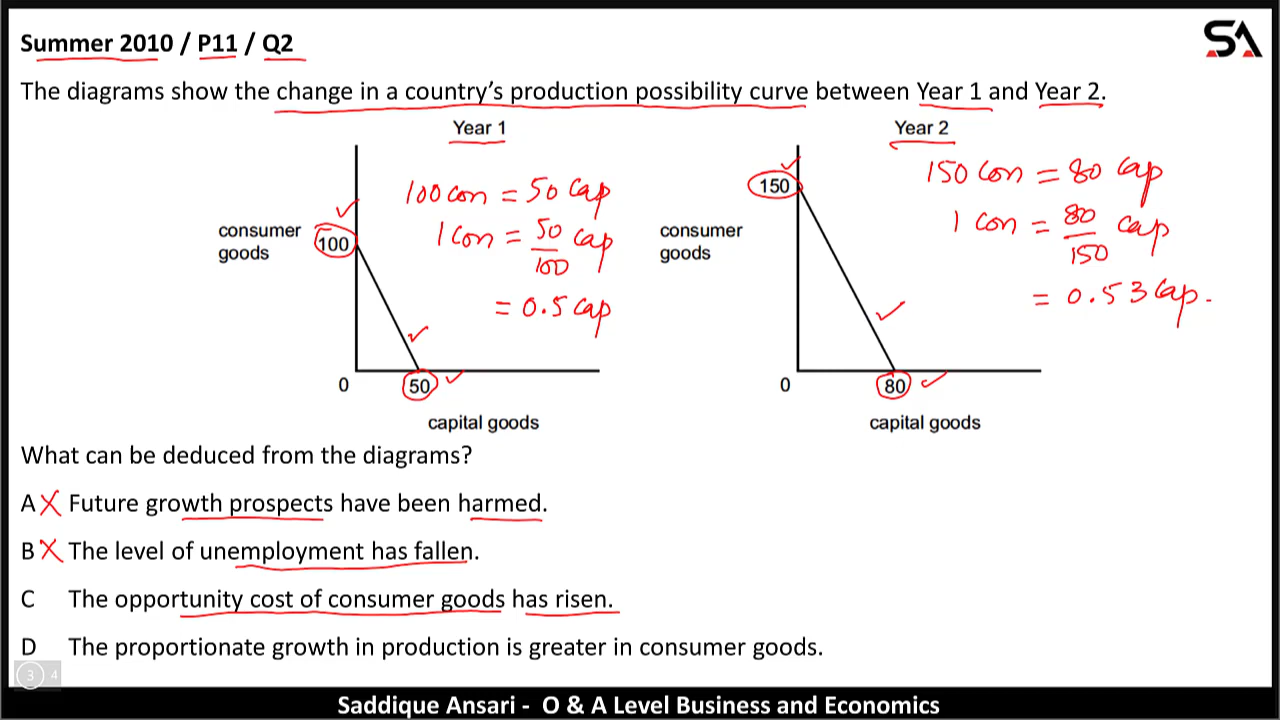 Summer 2010 / P11 / Q2
SA
The diagrams show the change in a country's production possibility curve between Year 1 and Year 2.
Year 1
consumer goods
100
0
50
capital goods
100 con = 50 cap
1 con = 50/100 cap
= 0.5 cap
Year 2
consumer goods
150
0
80
capital goods
150 con = 80 cap
1 con = 80/150 cap
= 0.53 cap.
What can be deduced from the diagrams?
A X Future growth prospects have been harmed.
B X The level of unemployment has fallen.
C The opportunity cost of consumer goods has risen.
D The proportionate growth in production is greater in consumer goods.
3 4
Saddique Ansari - O & A Level Business and Economics